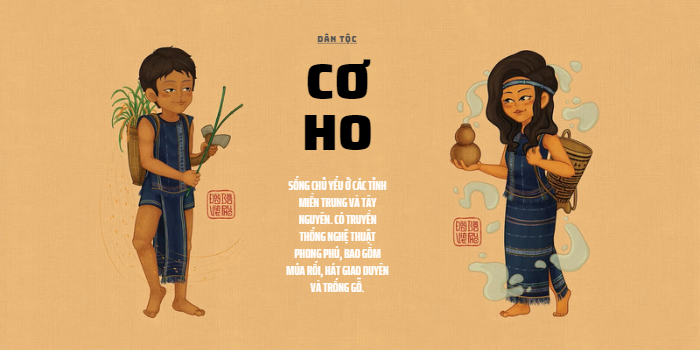 DÂN TỘC
CƠ
HO
SỐNG CHỦ YẾU Ở CÁC TỈNH
MIỀN TRUNG VÀ TÂY
NGUYÊN. CÓ TRUYỀN
THỐNG NGHỆ THUẬT
PHONG PHÚ, BAO GỒM
MÚA RỐI, HÁT GIAO DUYÊN
VÀ TRỐNG GỖ.